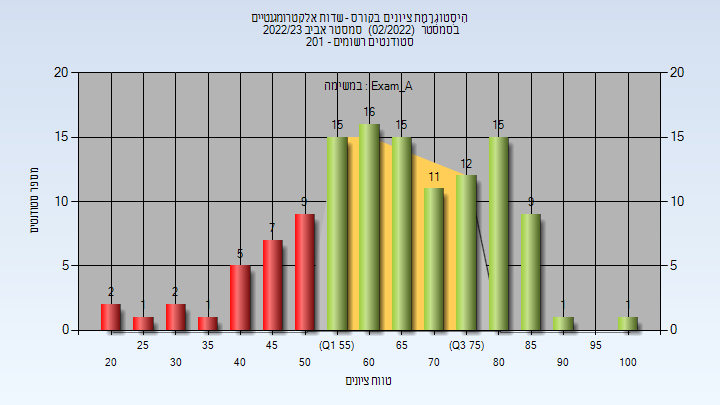 היסטוגרמת ציונים בקורס - שדות אלקטרומגנטיים
בסמסטר (02/2022) סמסטר אביב 2022/23
סטודנטים רשומים - 201
במשימה : Exam_A
מספר סטודנטים
20 15 10 5 0
20 15 10 5 0
2 1 2 1 5 7 9 15 16 15 11 12 15 9 1 1
25 35 45 (Q1 55) 65 (Q3 75) 85 95
20 30 40 50 60 70 80 90 100
טווח ציונים